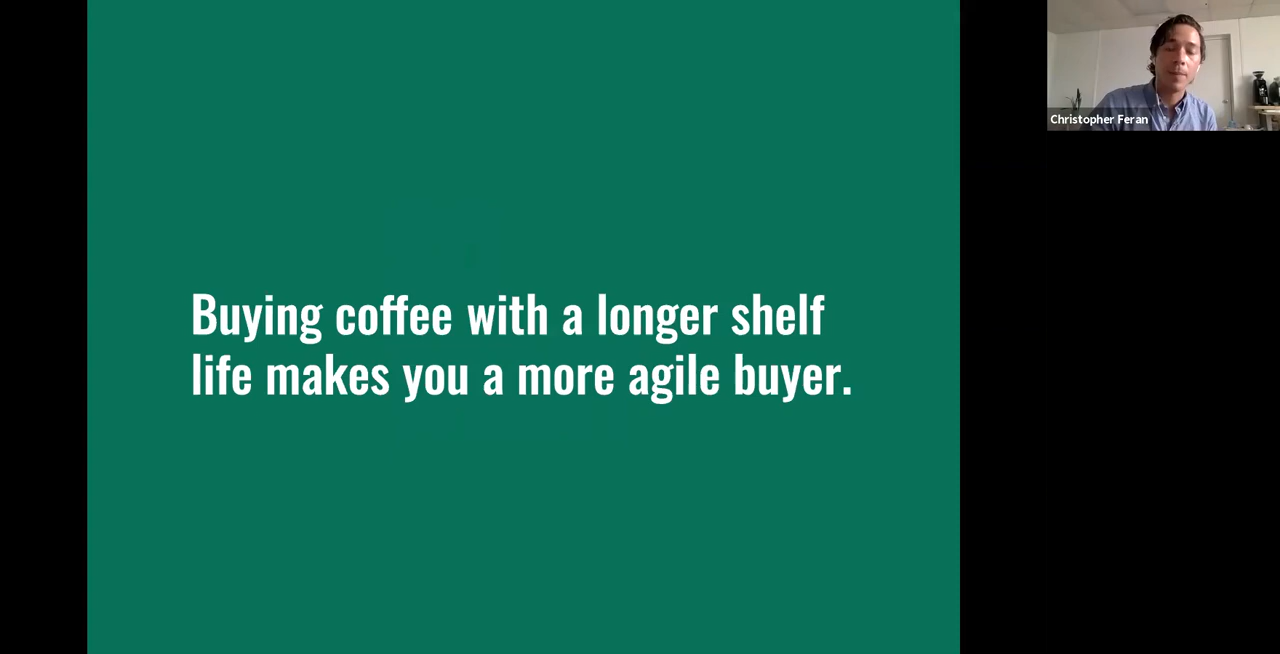 Buying coffee with a longer shelf
life makes you a more agile buyer.
Christopher Feran